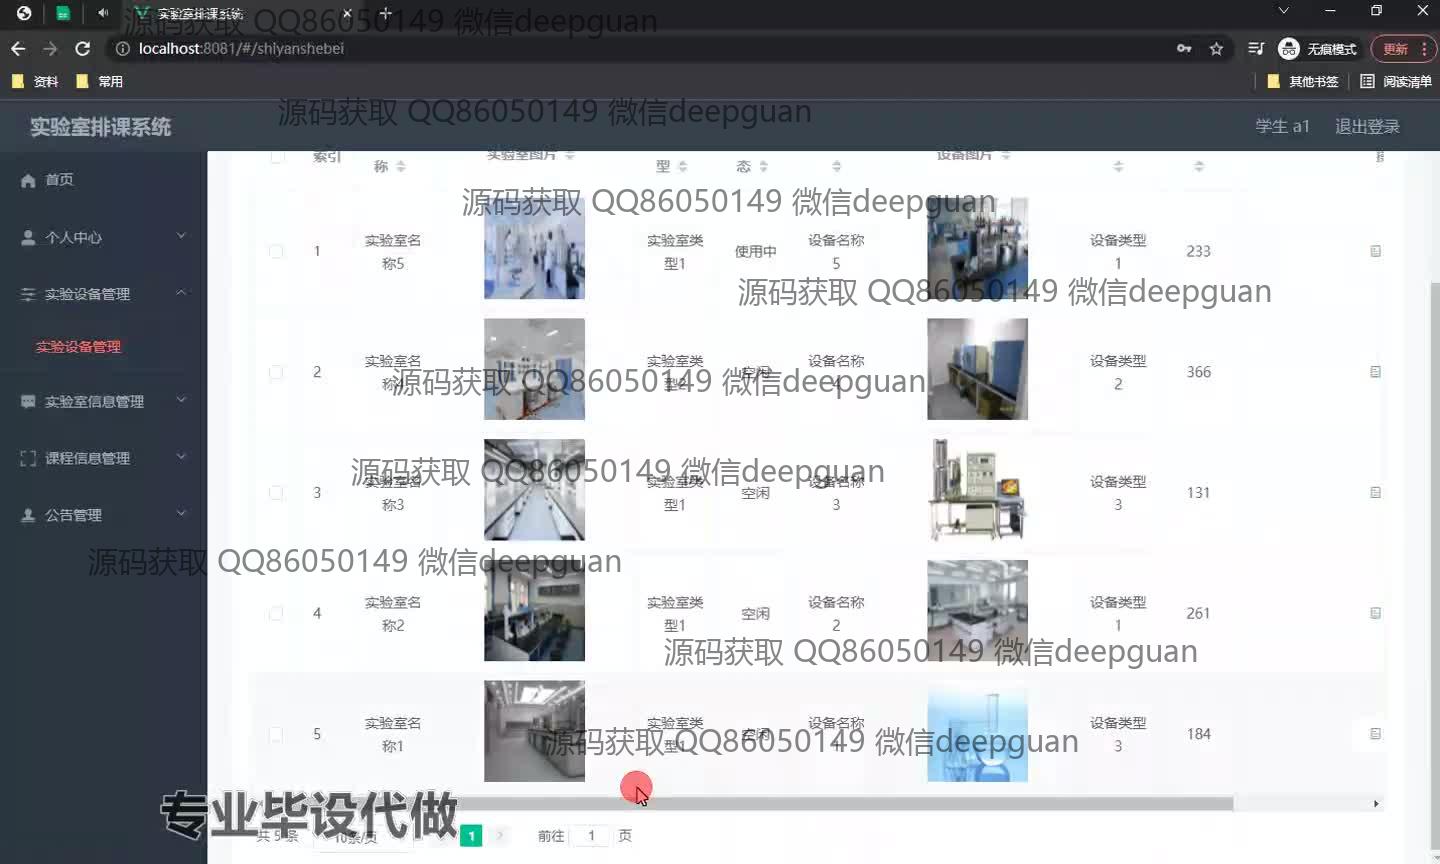 实验室排课系统
源码获取 QQ86050149 微信deepguan
localhost:8081/#/shiyanshebei
无痕模式
更新
资料
常用
其他书签
阅读清单
实验室排课系统
源码获取 QQ86050149 微信deepguan
学生 a1
退出登录
索引
称
实验室图片
型
态
设备图片
首页
个人中心
实验设备管理
实验设备管理
实验室信息管理
课程信息管理
公告管理
源码获取 QQ86050149 微信deepguan
1
实验室名
称5
实验室类
型1
使用中
设备名称
5
设备类型
1
233
源码获取 QQ86050149 微信deepguan
2
实验室名
实验室类
设备名称
设备类型
2
366
源码获取 QQ86050149 微信deepguan
源码获取 QQ86050149 微信deepguan
3
实验室名
称3
实验室类
型1
空闲
设备名称
3
设备类型
3
131
源码获取 QQ86050149 微信deepguan
4
实验室名
称2
实验室类
型1
空闲
设备名称
2
设备类型
1
261
源码获取 QQ86050149 微信deepguan
5
实验室名
称1
实验室类
型1
空闲
设备名称
设备类型
3
184
源码获取 QQ86050149 微信deepguan
专业毕设代做
共 5 条
10条/页
1
前往
1
页